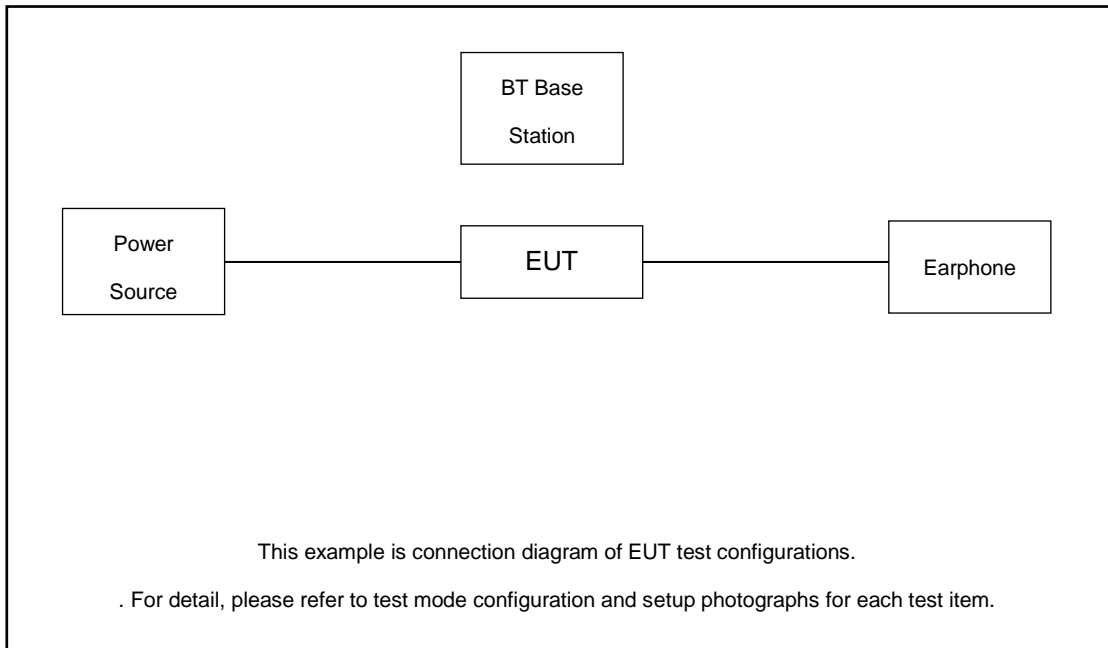 BT Base
Station
Power
Source
EUT
Earphone
This example is connection diagram of EUT test configurations.
. For detail, please refer to test mode configuration and setup photographs for each test item.